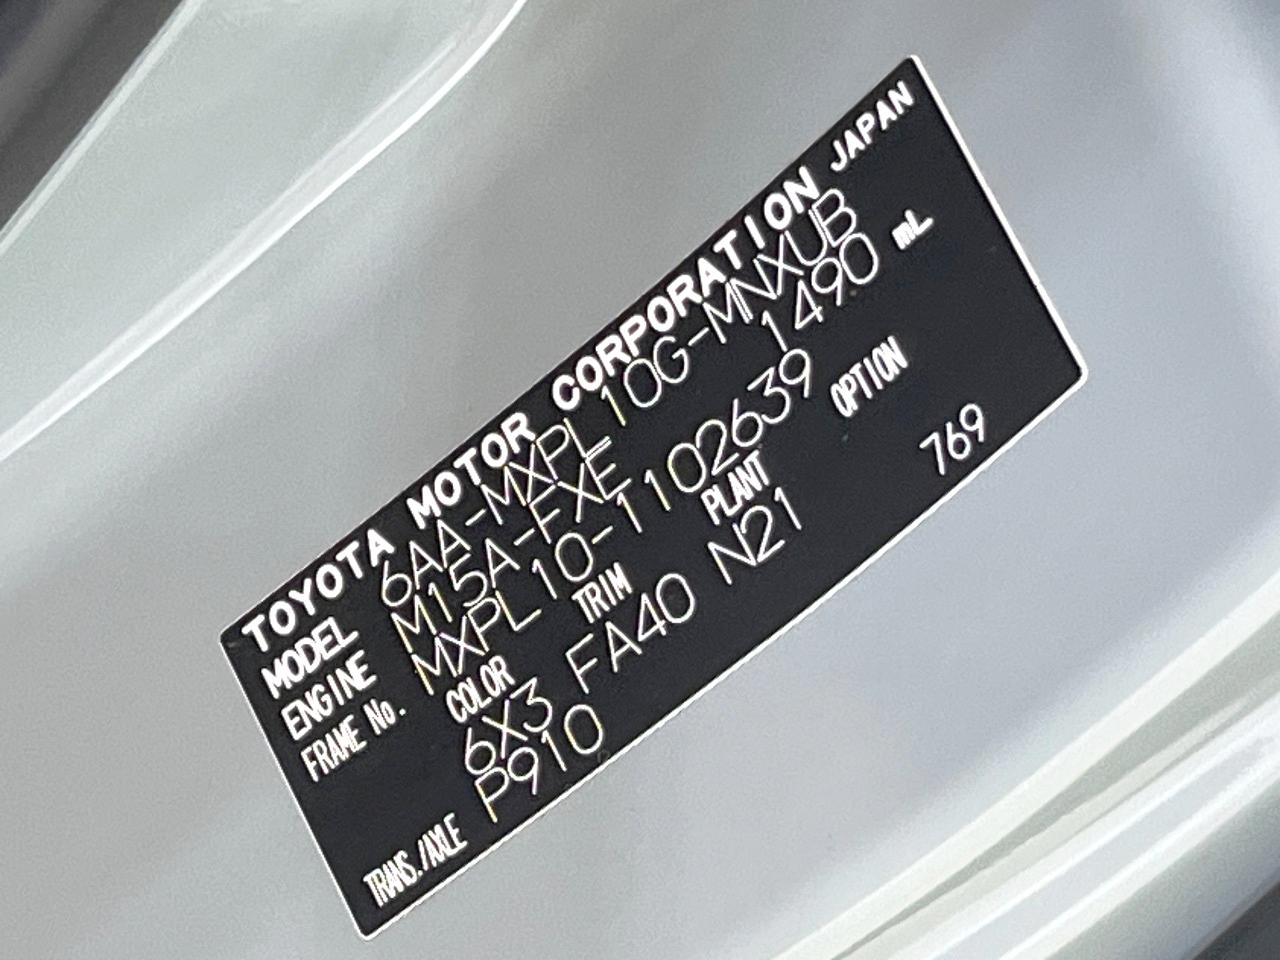 TOYOTA MOTOR CORPORATION JAPAN
MODEL 6AA-MXPL10G-MNXUB
ENGINE M15A-FXE 1490 mL
FRAME No. MXPL10-1102639
COLOR TRIM PLANT OPTION
6X3 FA40 N21 769
TRANS./AXLE P910